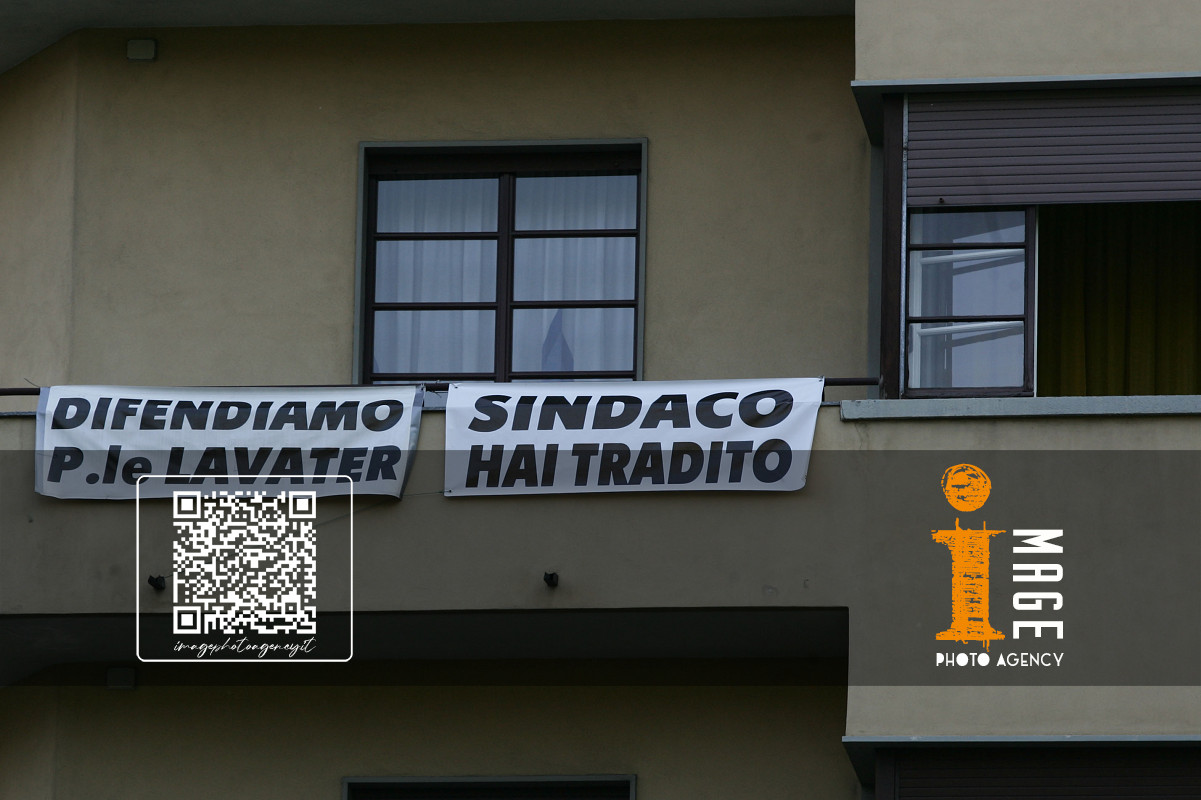 DIFENDIAMO
P.le LAVATER
SINDACO
HAI TRADITO
imagephotoagency.it
i MAGE
PHOTO AGENCY